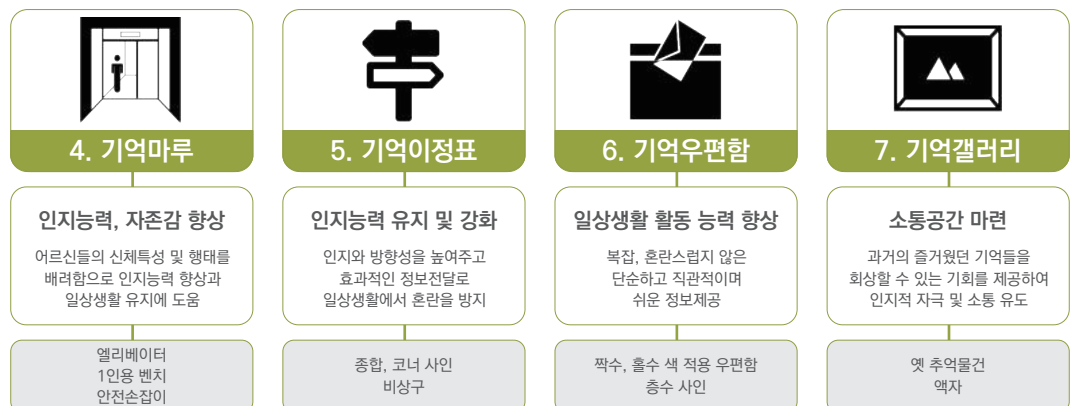 4. 기억마루
인지능력, 자존감 향상
어르신들의 신체특성 및 행태를
배려함으로 인지능력 향상과
일상생활 유지에 도움
엘리베이터
1인용 벤치
안전손잡이
5. 기억이정표
인지능력 유지 및 강화
인지와 방향성을 높여주고
효과적인 정보전달로
일상생활에서 혼란을 방지
종합, 코너 사인
비상구
6. 기억우편함
일상생활 활동 능력 향상
복잡, 혼란스럽지 않은
단순하고 직관적이며
쉬운 정보제공
짝수, 홀수 색 적용 우편함
층수 사인
7. 기억갤러리
소통공간 마련
과거의 즐거웠던 기억들을
회상할 수 있는 기회를 제공하여
인지적 자극 및 소통 유도
옛 추억물건
액자